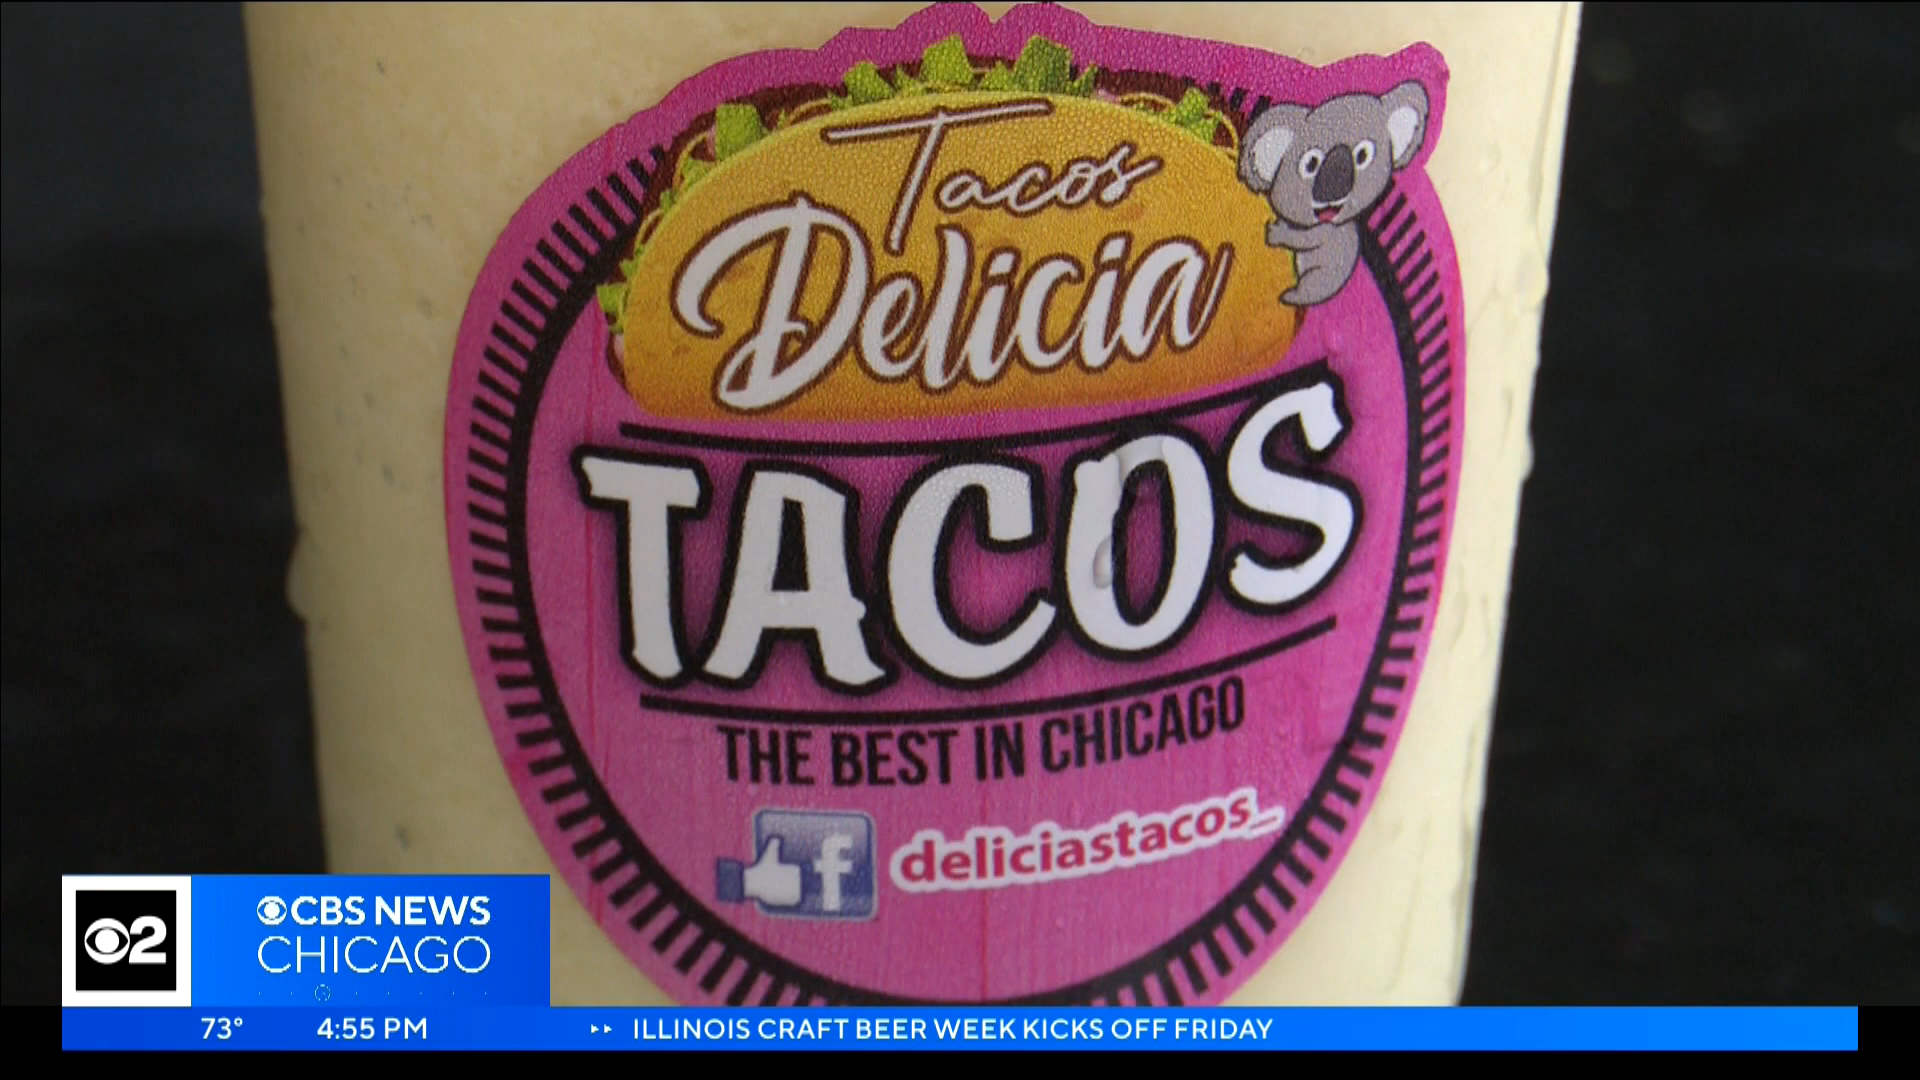 Tacos
Delicia
TACOS
THE BEST IN CHICAGO
f deliciastacos_
2 CBS NEWS
CHICAGO
73° 4:55 PM ILLINOIS CRAFT BEER WEEK KICKS OFF FRIDAY